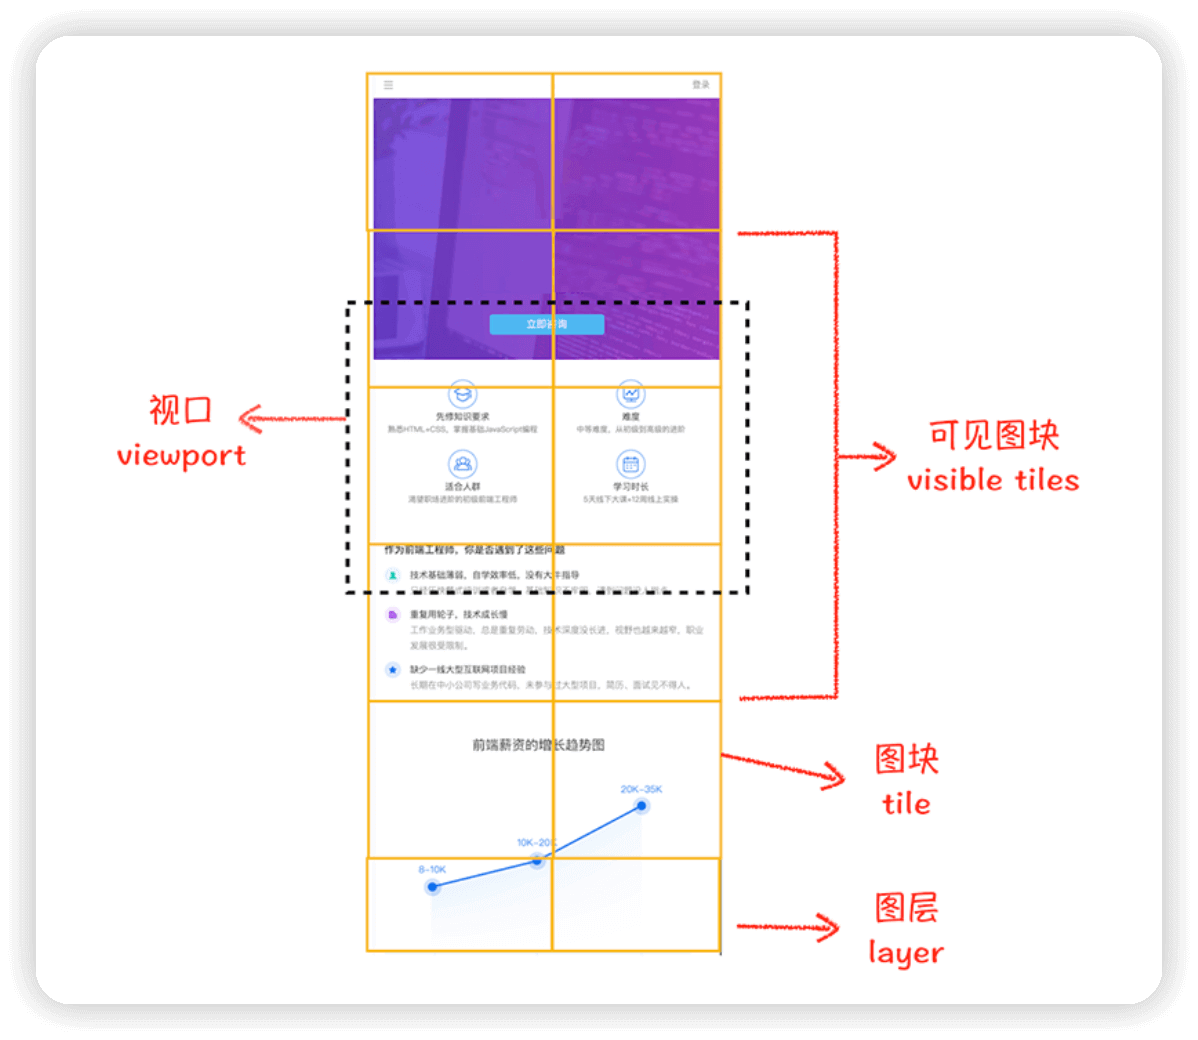 登录
立即咨询
先修知识要求
熟悉HTML+CSS、掌握基础JavaScript编程
难度
中等难度，从初级到高级的进阶
适合人群
渴望职场进阶的初级前端工程师
学习时长
5天线下大课+12周线上实操
作为前端工程师，你是否遇到了这些问题
技术基础薄弱，自学效率低，没有大牛指导
重复用轮子，技术成长慢
工作业务型驱动，总是重复劳动，技术深度没长进，视野也越来越窄，职业
发展很受限制。
缺少一线大型互联网项目经验
长期在中小公司写业务代码，未参与过大型项目，简历、面试见不得人。
前端薪资的增长趋势图
20K-35K
10K-20K
8-10K
视口
viewport
可见图块
visible tiles
图块
tile
图层
layer